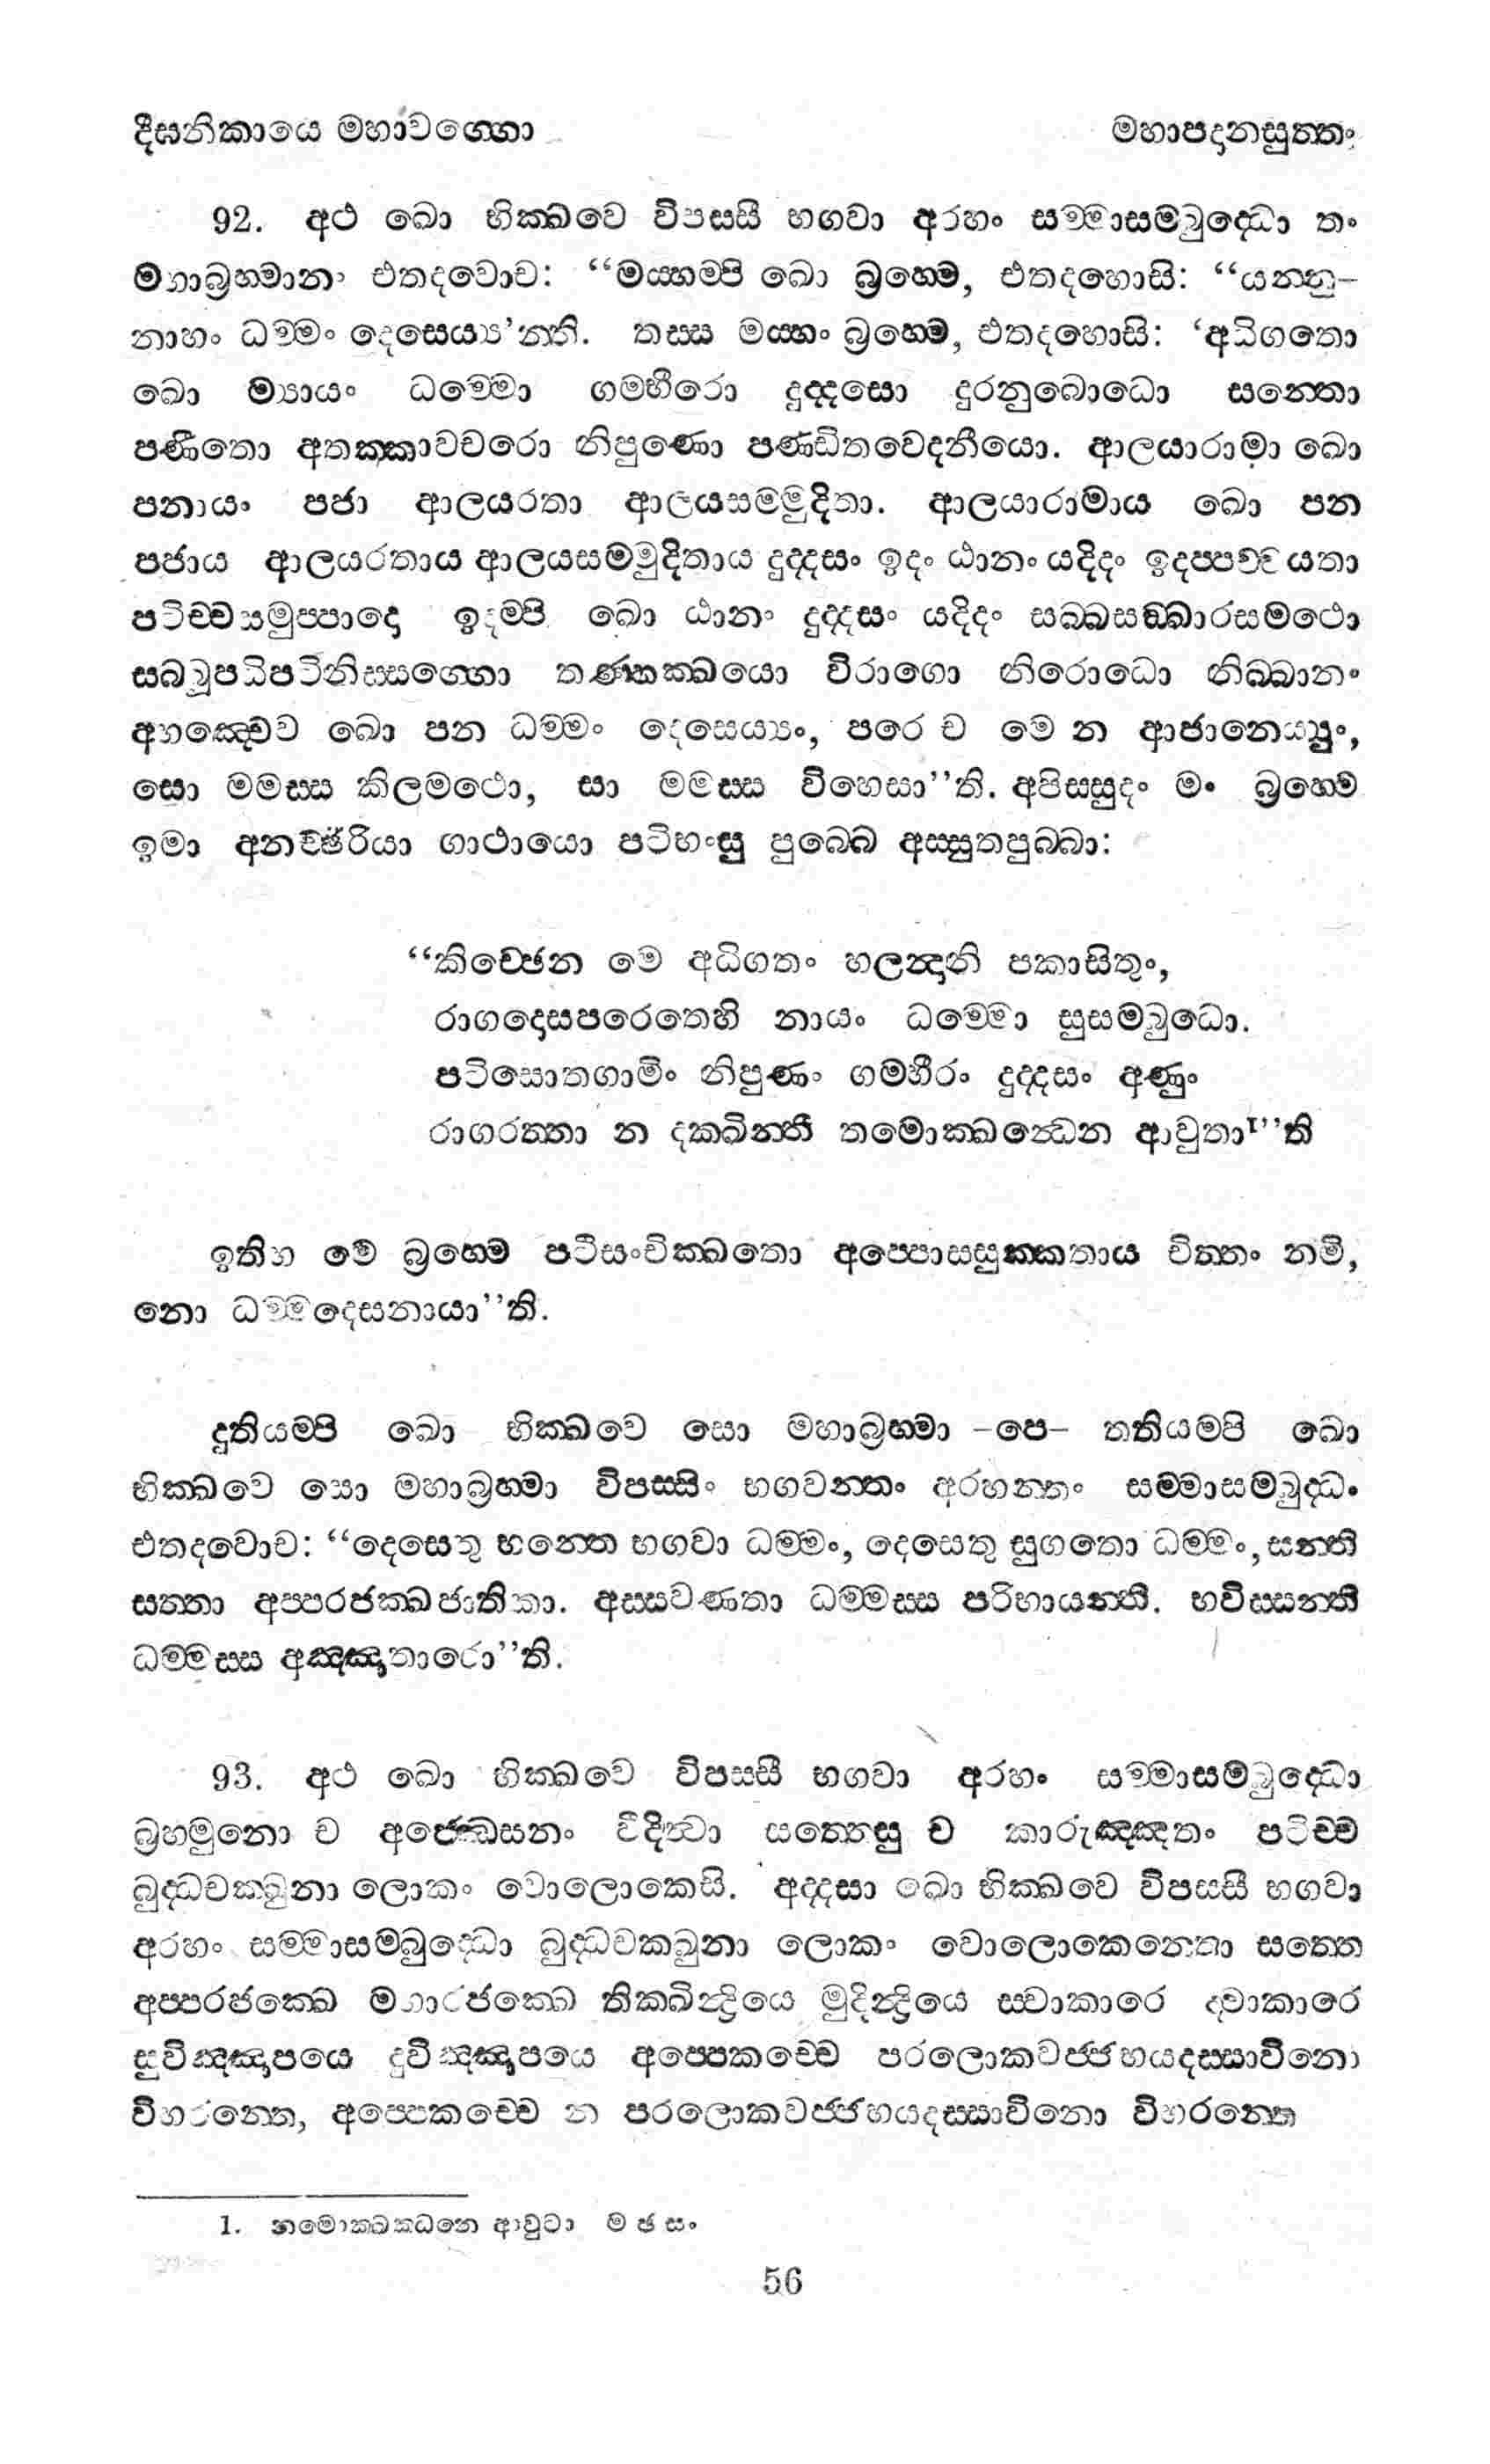 දීඝනිකායෙ මහාවග්ගො
මහාපදානසුත්තං
92. අථ ඛො භික්ඛවෙ විපස්සී භගවා අරහං සම්මාසම්බුද්ධො තං
මහාබ්‍රහ්මානං එතදවොච: “මය්හම්පි ඛො බ්‍රහ්මෙ, එතදහොසි: “යන්නූ-
නාහං ධම්මං දෙසෙය්‍ය’න්ති. තස්ස මය්හං බ්‍රහ්මෙ, එතදහොසි: ‘අධිගතො
ඛො ම්‍යායං ධම්මො ගම්භීරො දුද්දසො දුරනුබොධො සන්තො
පණීතො අතක්කාවචරො නිපුණො පණ්ඩිතවෙදනීයො. ආලයාරාමා ඛො
පනායං පජා ආලයරතා ආලයසම්මුදිතා. ආලයාරාමාය ඛො පන
පජාය ආලයරතාය ආලයසම්මුදිතාය දුද්දසං ඉදං ඨානං යදිදං ඉදප්පච්චයතා
පටිච්චසමුප්පාදො ඉදම්පි ඛො ඨානං දුද්දසං යදිදං සබ්බසඞ්ඛාරසමථො
සබ්බූපධිපටිනිස්සග්ගො තණ්හක්ඛයො විරාගො නිරොධො නිබ්බානං
අහඤ්චෙව ඛො පන ධම්මං දෙසෙය්‍යං, පරෙ ච මෙ න ආජානෙය්‍යුං,
සො මමස්ස කිලමථො, සා මමස්ස විහෙසා”ති. අපිස්සුදං මං බ්‍රහ්මෙ
ඉමා අනච්ඡරියා ගාථායො පටිභංසු පුබ්බෙ අස්සුතපුබ්බා:
“කිච්ඡෙන මෙ අධිගතං හලන්දානි පකාසිතුං,
රාගදොසපරෙතෙහි නායං ධම්මො සුසම්බුධො.
පටිසොතගාමිං නිපුණං ගම්භීරං දුද්දසං අණුං
රාගරත්තා න දක්ඛින්තී තමොක්ඛන්ධෙන ආවුතා¹”ති
ඉතිහ මෙ බ්‍රහ්මෙ පටිසංචික්ඛතො අප්පොස්සුක්කතාය චිත්තං නමි,
නො ධම්මදෙසනායා”ති.
දුතියම්පි ඛො භික්ඛවෙ සො මහාබ්‍රහ්මා -පෙ- තතියම්පි ඛො
භික්ඛවෙ සො මහාබ්‍රහ්මා විපස්සිං භගවන්තං අරහන්තං සම්මාසම්බුද්ධං
එතදවොච: “දෙසෙතු භන්තෙ භගවා ධම්මං, දෙසෙතු සුගතො ධම්මං, සන්ති
සත්තා අප්පරජක්ඛජාතිකා. අස්සවණතා ධම්මස්ස පරිහායන්තී. භවිස්සන්තී
ධම්මස්ස අඤ්ඤාතාරො”ති.
93. අථ ඛො භික්ඛවෙ විපස්සී භගවා අරහං සම්මාසම්බුද්ධො
බ්‍රහ්මුනො ච අජ්ඣෙසනං විදිත්වා සත්තෙසු ච කාරුඤ්ඤතං පටිච්ච
බුද්ධචක්ඛුනා ලොකං වොලොකෙසි. අද්දසා ඛො භික්ඛවෙ විපස්සී භගවා
අරහං සම්මාසම්බුද්ධො බුද්ධචක්ඛුනා ලොකං වොලොකෙන්තො සත්තෙ
අප්පරජක්ඛෙ මහාරජක්ඛෙ තික්ඛින්ද්‍රියෙ මුදින්ද්‍රියෙ ස්වාකාරෙ ද්වාකාරෙ
සුවිඤ්ඤාපයෙ දුවිඤ්ඤාපයෙ අප්පෙකච්චෙ පරලොකවජ්ජභයදස්සාවිනො
විහරන්තෙ, අප්පෙකච්චෙ න පරලොකවජ්ජභයදස්සාවිනො විහරන්තෙ
1. තමොක්ඛක්ධනෙ ආවුටා ම ඡ සං
56